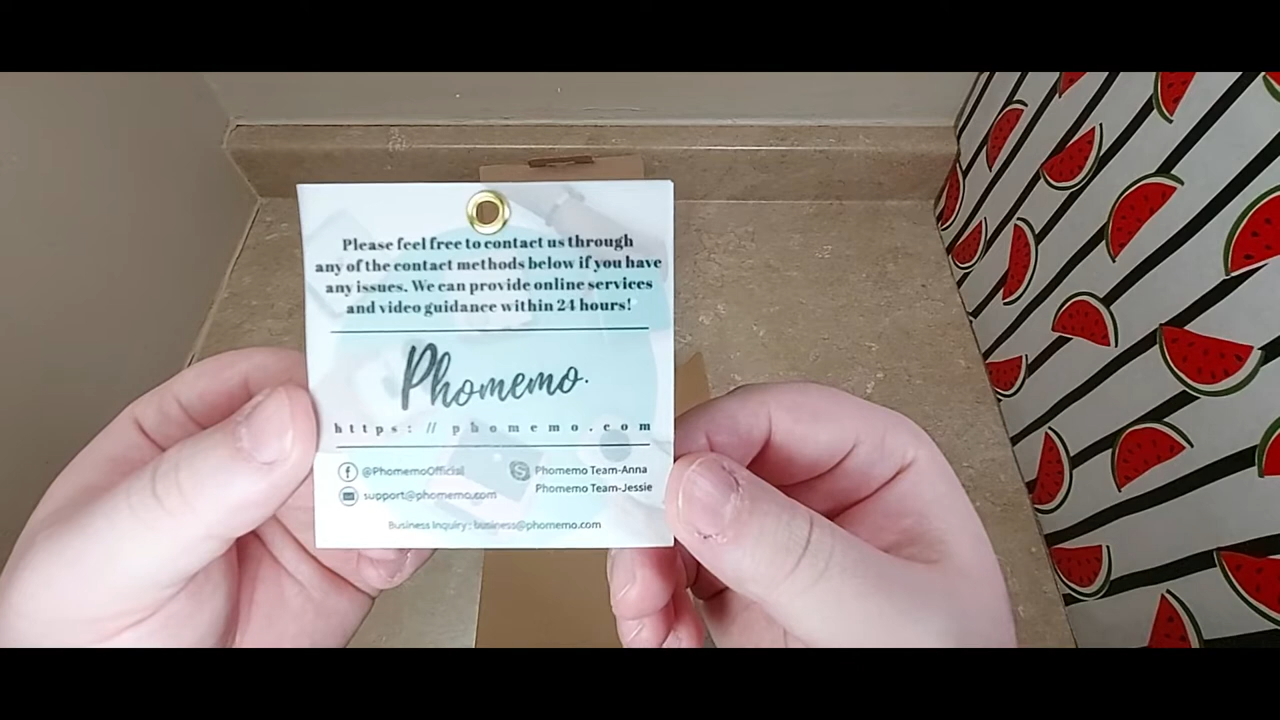 Please feel free to contact us through
any of the contact methods below if you have
any issues. We can provide online services
and video guidance within 24 hours!
Phomemo.
https://phomemo.com
@PhomemoOfficial
Phomemo Team-Anna
Phomemo Team-Jessie
support@phomemo.com
Business Inquiry: business@phomemo.com